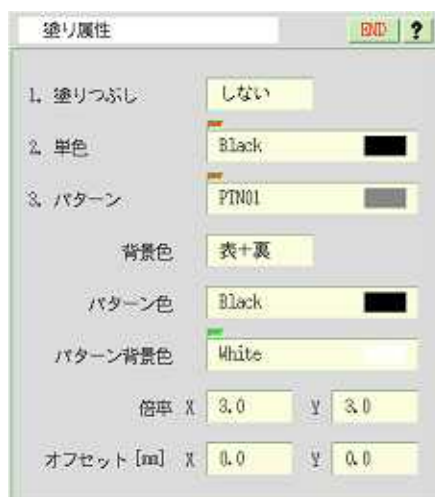 塗り属性 END ?
1. 塗りつぶし しない
2. 単色 Black
3. パターン PTN01
背景色 表+裏
パターン色 Black
パターン背景色 White
倍率 X 3.0 Y 3.0
オフセット[mm] X 0.0 Y 0.0